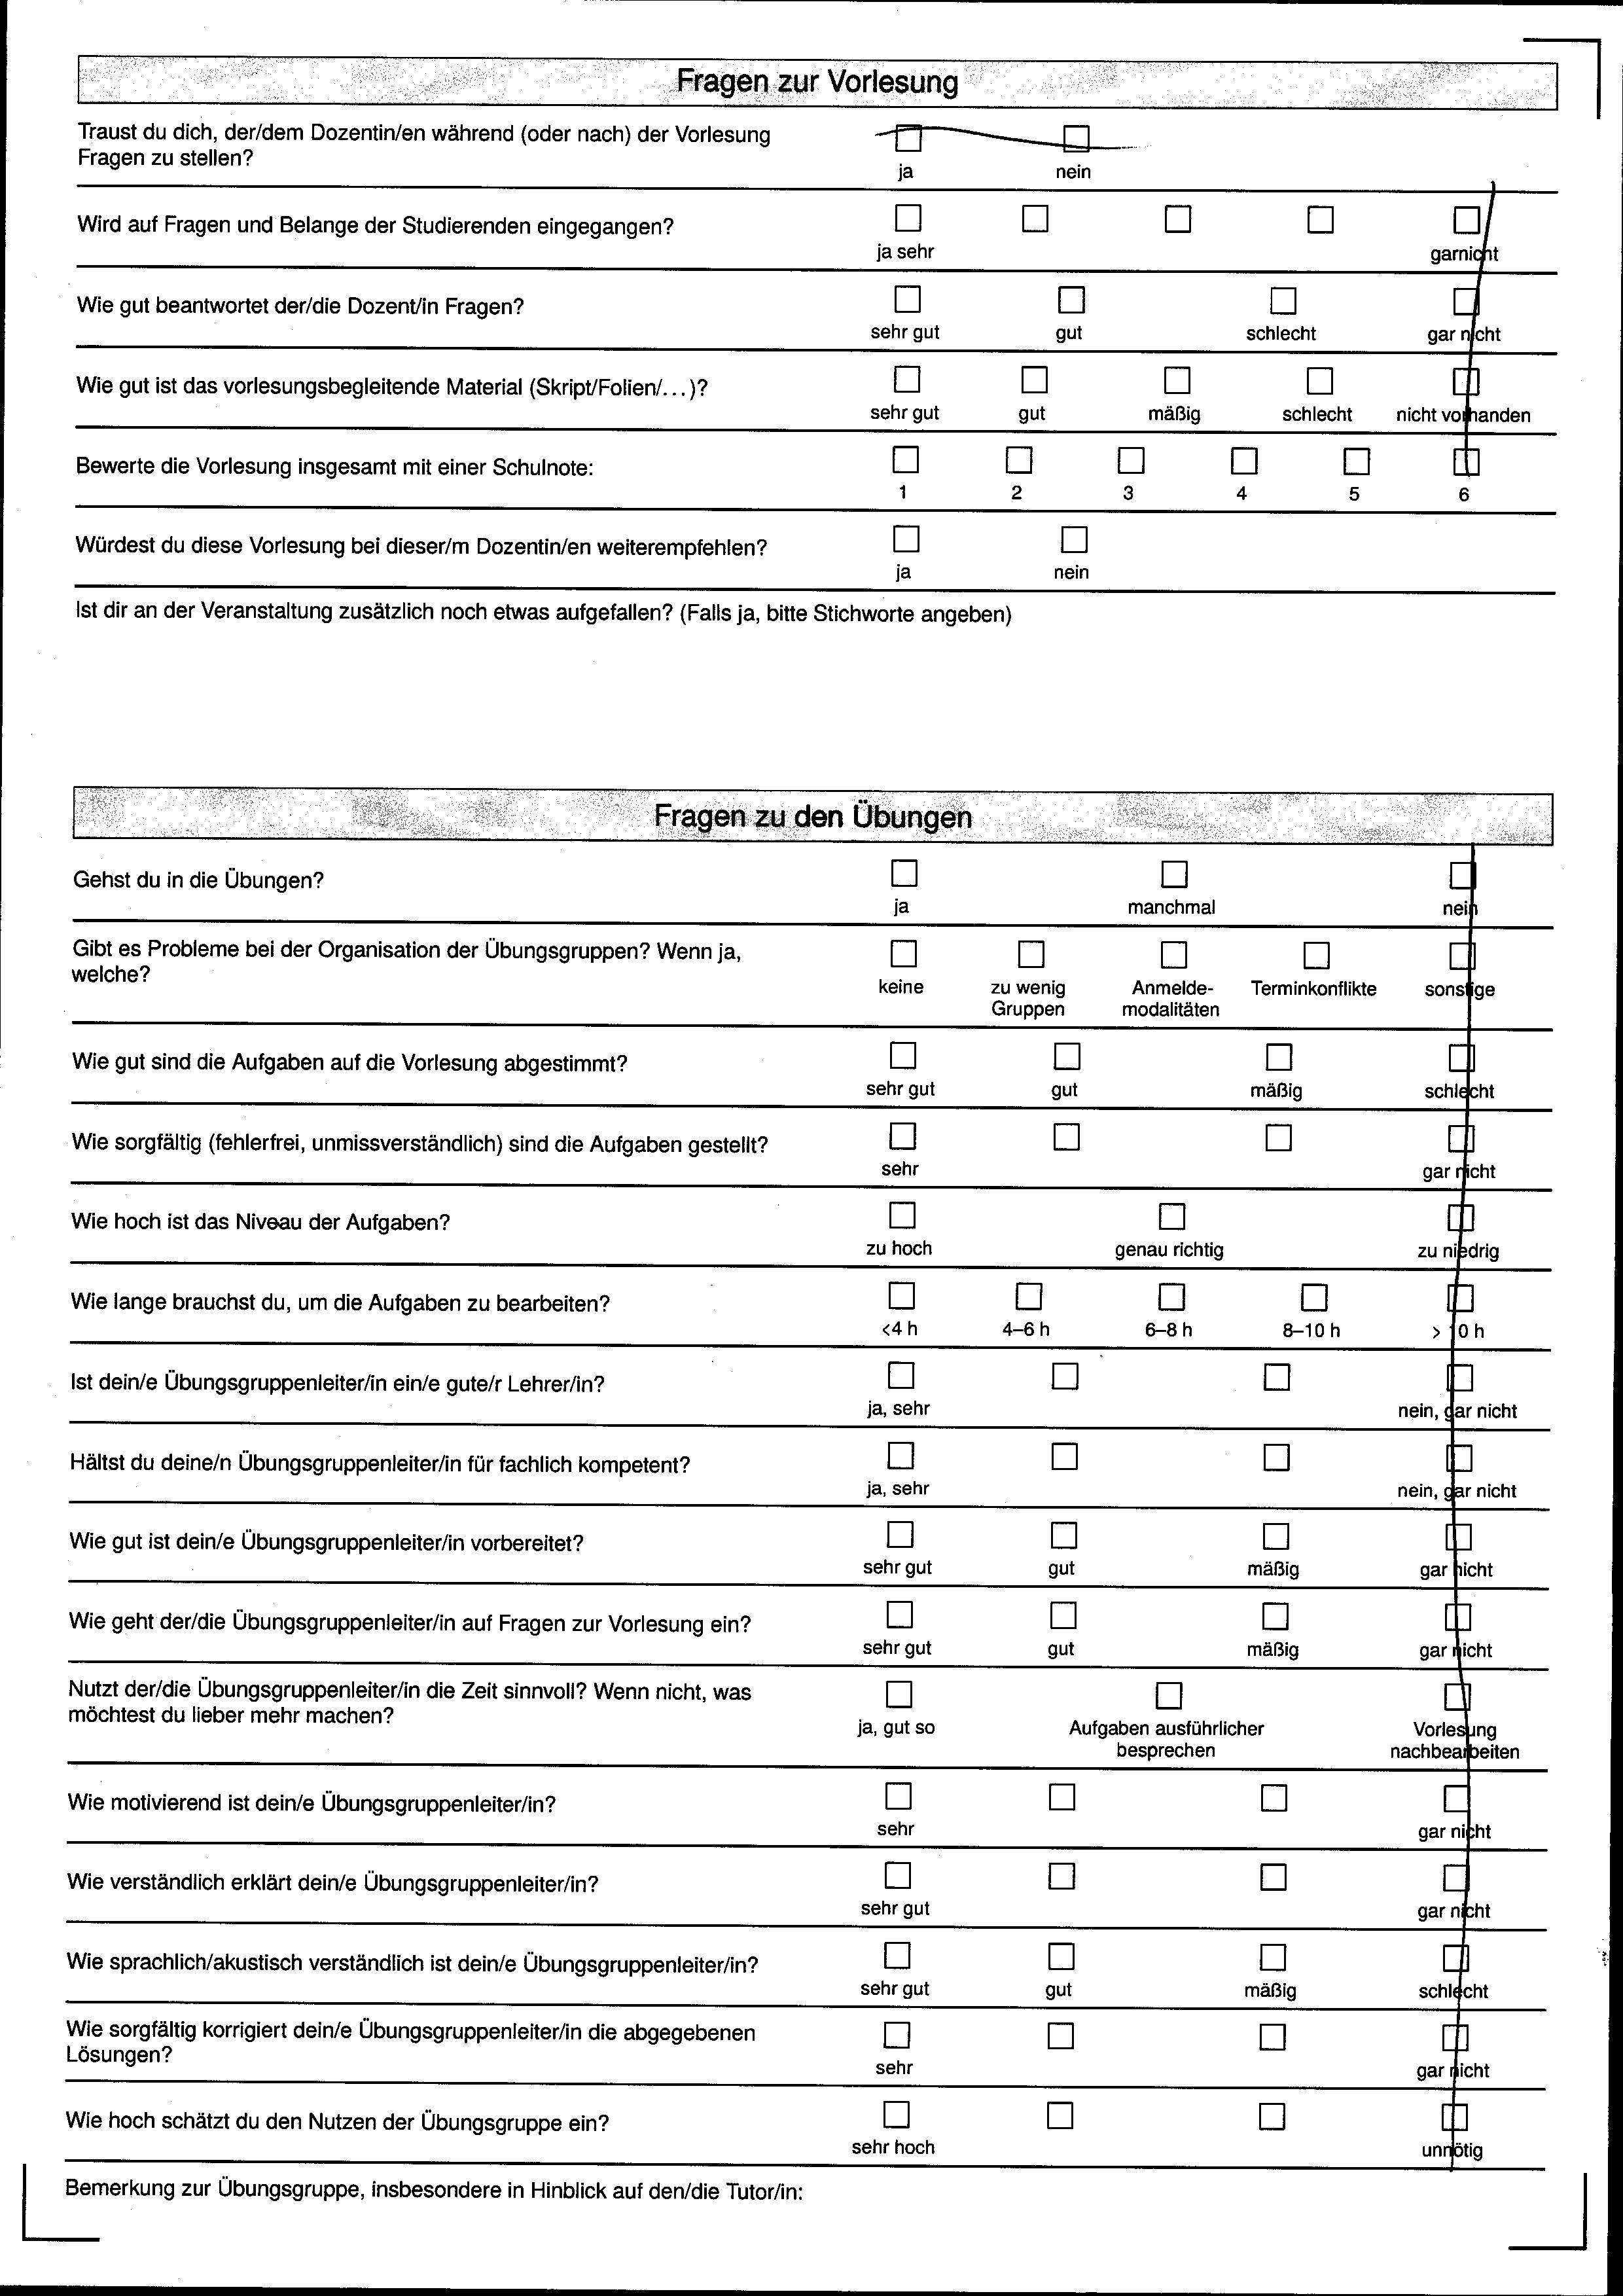 Fragen zur Vorlesung
Traust du dich, der/dem Dozentin/en während (oder nach) der Vorlesung
Fragen zu stellen?
ja nein
Wird auf Fragen und Belange der Studierenden eingegangen?
ja sehr garnicht
Wie gut beantwortet der/die Dozent/in Fragen?
sehr gut gut schlecht gar nicht
Wie gut ist das vorlesungsbegleitende Material (Skript/Folien/...)?
sehr gut gut mäßig schlecht nicht vorhanden
Bewerte die Vorlesung insgesamt mit einer Schulnote:
1 2 3 4 5 6
Würdest du diese Vorlesung bei dieser/m Dozentin/en weiterempfehlen?
ja nein
Ist dir an der Veranstaltung zusätzlich noch etwas aufgefallen? (Falls ja, bitte Stichworte angeben)
Fragen zu den Übungen
Gehst du in die Übungen?
ja manchmal nein
Gibt es Probleme bei der Organisation der Übungsgruppen? Wenn ja,
welche?
keine zu wenig Anmelde- Terminkonflikte sonstige
Gruppen modalitäten
Wie gut sind die Aufgaben auf die Vorlesung abgestimmt?
sehr gut gut mäßig schlecht
Wie sorgfältig (fehlerfrei, unmissverständlich) sind die Aufgaben gestellt?
sehr gar nicht
Wie hoch ist das Niveau der Aufgaben?
zu hoch genau richtig zu niedrig
Wie lange brauchst du, um die Aufgaben zu bearbeiten?
<4 h 4–6 h 6–8 h 8–10 h > 10 h
Ist dein/e Übungsgruppenleiter/in ein/e gute/r Lehrer/in?
ja, sehr nein, gar nicht
Hältst du deine/n Übungsgruppenleiter/in für fachlich kompetent?
ja, sehr nein, gar nicht
Wie gut ist dein/e Übungsgruppenleiter/in vorbereitet?
sehr gut gut mäßig gar nicht
Wie geht der/die Übungsgruppenleiter/in auf Fragen zur Vorlesung ein?
sehr gut gut mäßig gar nicht
Nutzt der/die Übungsgruppenleiter/in die Zeit sinnvoll? Wenn nicht, was
möchtest du lieber mehr machen?
ja, gut so Aufgaben ausführlicher Vorlesung
besprechen nachbearbeiten
Wie motivierend ist dein/e Übungsgruppenleiter/in?
sehr gar nicht
Wie verständlich erklärt dein/e Übungsgruppenleiter/in?
sehr gut gar nicht
Wie sprachlich/akustisch verständlich ist dein/e Übungsgruppenleiter/in?
sehr gut gut mäßig schlecht
Wie sorgfältig korrigiert dein/e Übungsgruppenleiter/in die abgegebenen
Lösungen?
sehr gar nicht
Wie hoch schätzt du den Nutzen der Übungsgruppe ein?
sehr hoch unnötig
Bemerkung zur Übungsgruppe, insbesondere in Hinblick auf den/die Tutor/in: